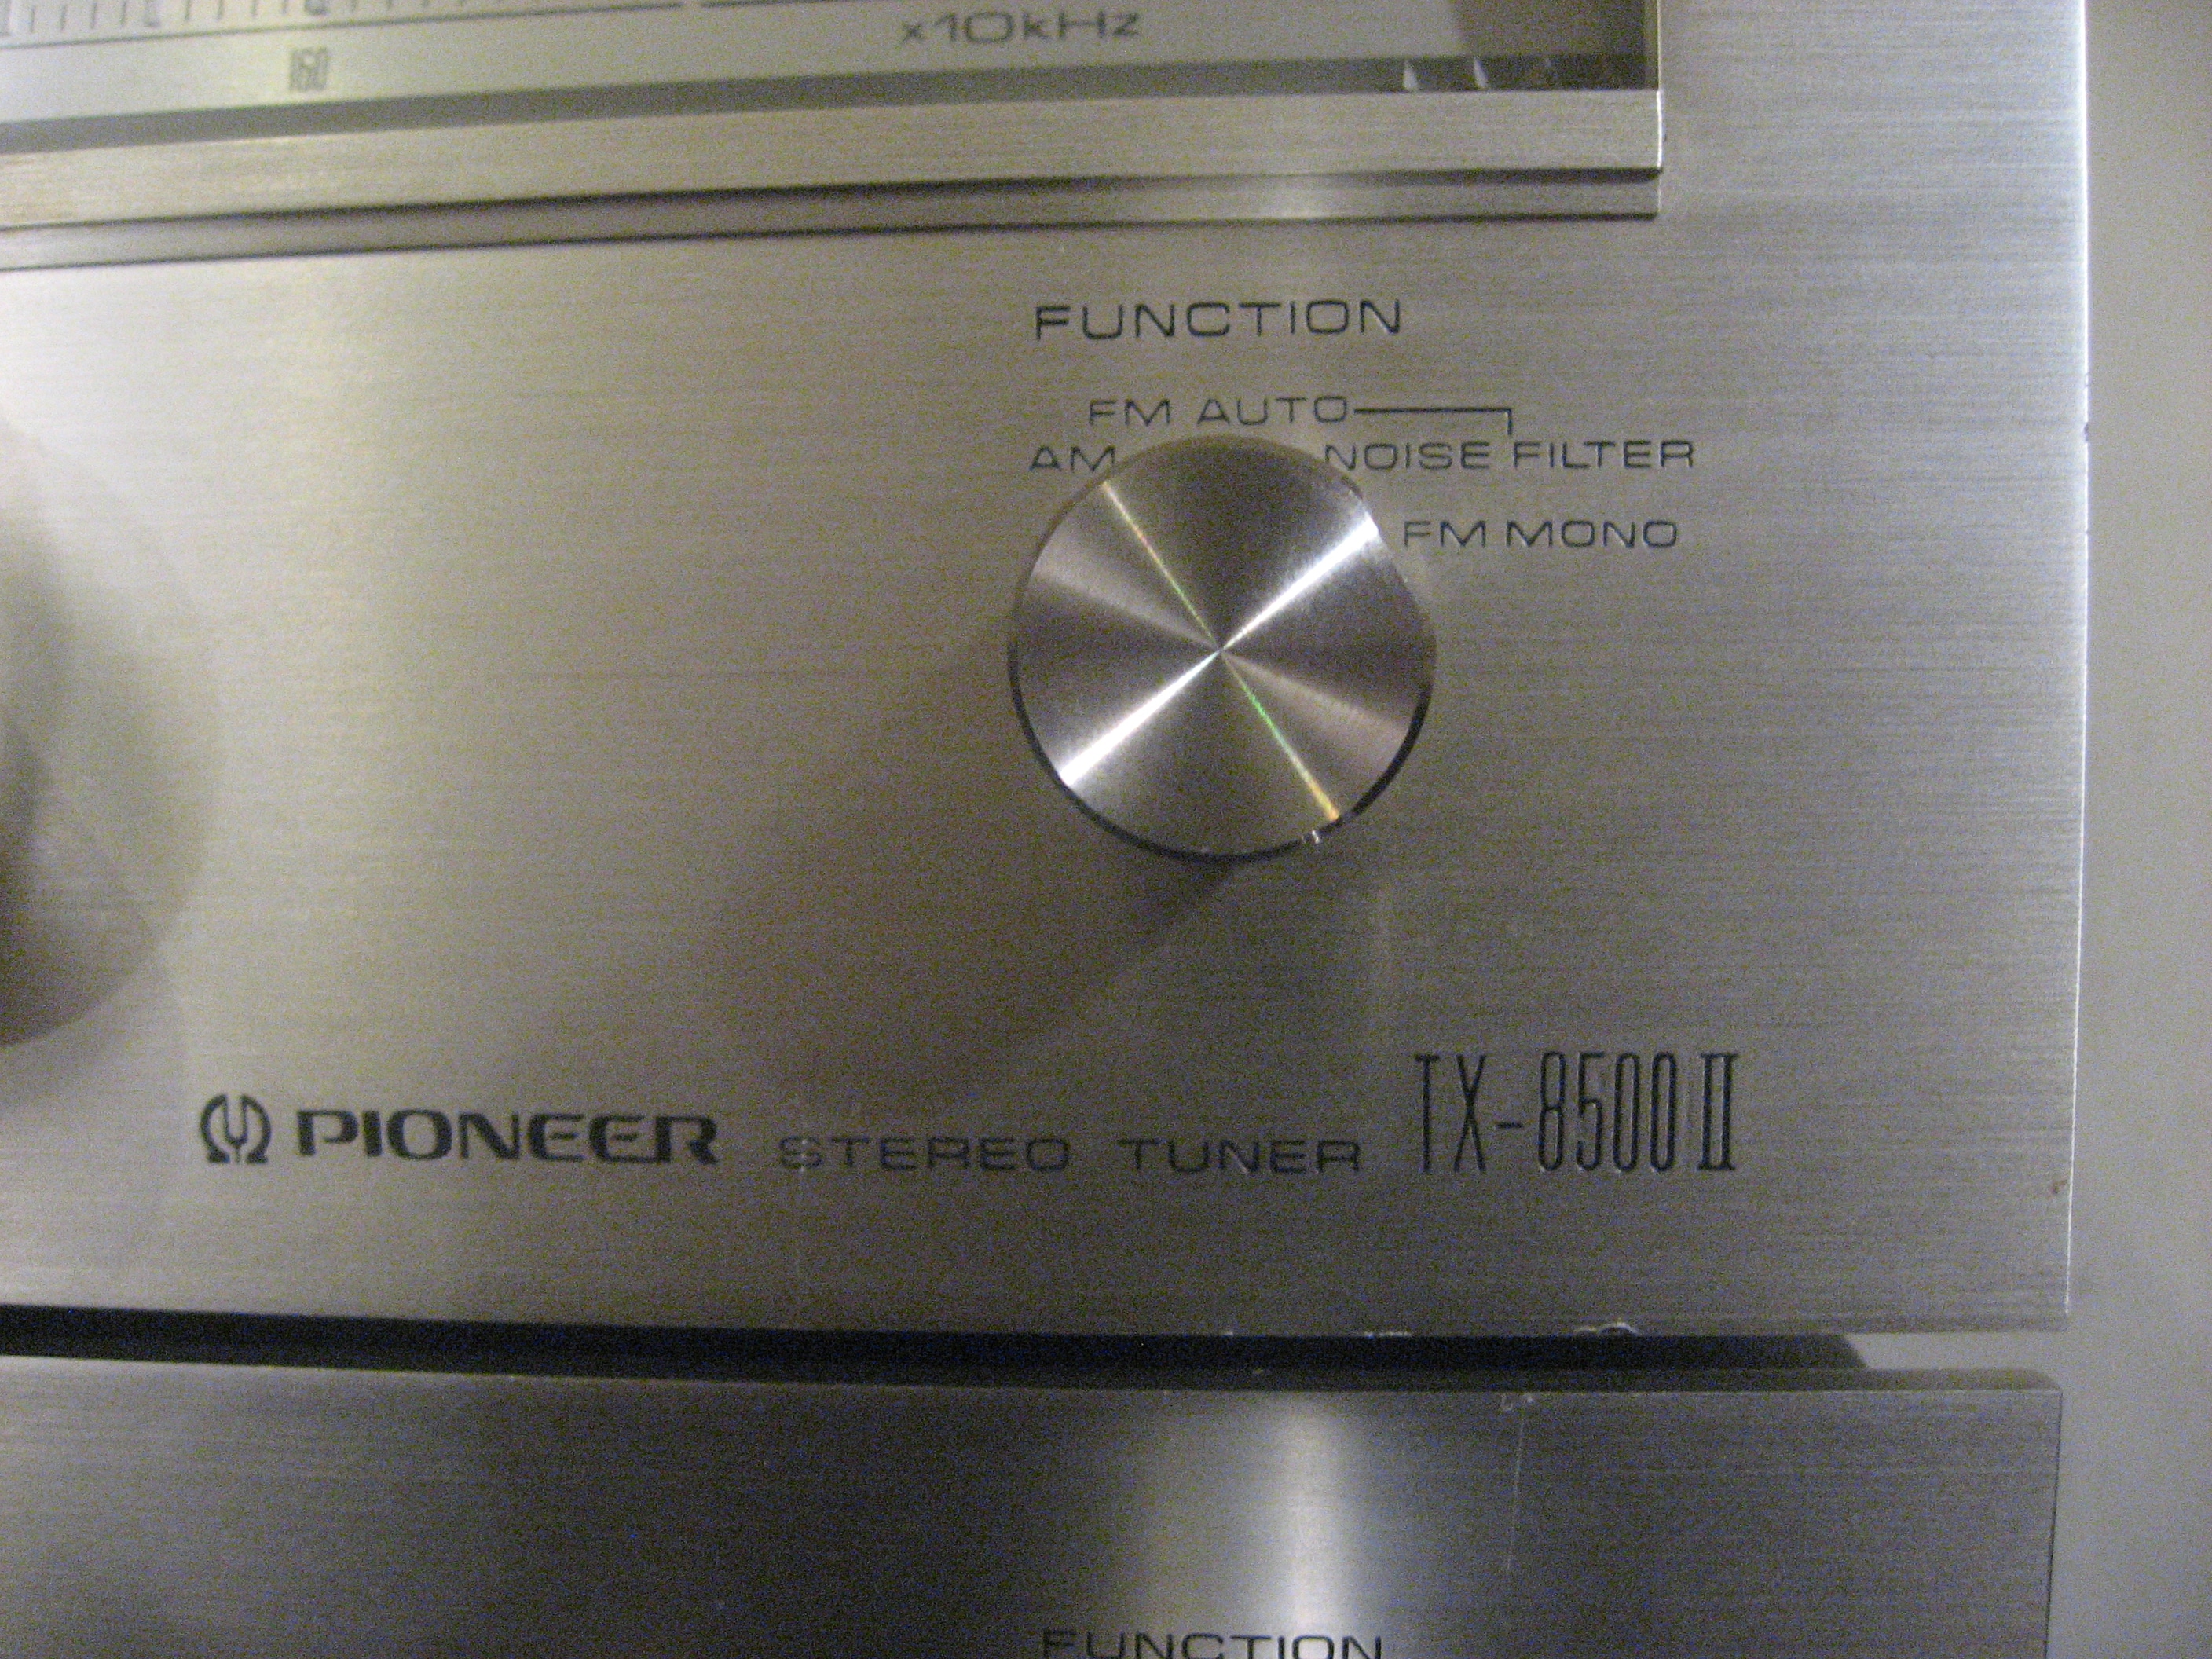 x10kHz
160
FUNCTION
FM AUTO
AM NOISE FILTER
FM MONO
PIONEER STEREO TUNER TX-8500 II
FUNCTION